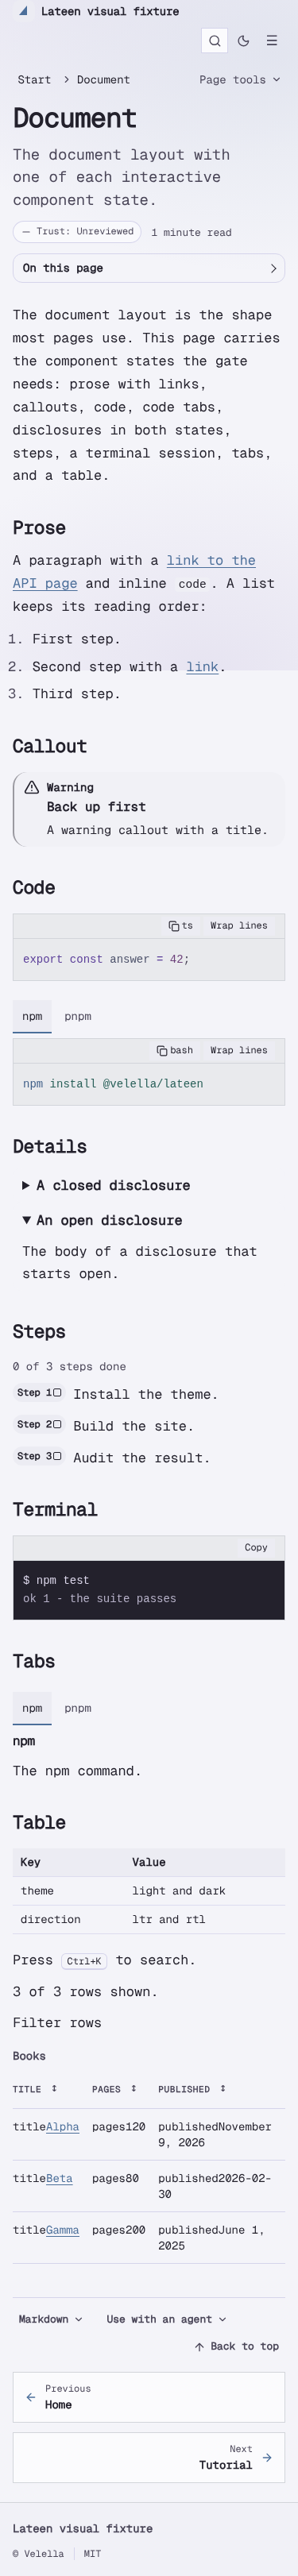 Lateen visual fixture
Start
Document
Page tools
Document
The document layout with
one of each interactive
component state.
— Trust: Unreviewed
1 minute read
On this page
The document layout is the shape
most pages use. This page carries
the component states the gate
needs: prose with links,
callouts, code, code tabs,
disclosures in both states,
steps, a terminal session, tabs,
and a table.
Prose
A paragraph with a link to the
API page and inline code. A list
keeps its reading order:
1. First step.
2. Second step with a link.
3. Third step.
Callout
Warning
Back up first
A warning callout with a title.
Code
ts Wrap lines
export const answer = 42;
npm pnpm
bash Wrap lines
npm install @velella/lateen
Details
A closed disclosure
An open disclosure
The body of a disclosure that
starts open.
Steps
0 of 3 steps done
Step 1 Install the theme.
Step 2 Build the site.
Step 3 Audit the result.
Terminal
Copy
$ npm test
ok 1 - the suite passes
Tabs
npm pnpm
npm
The npm command.
Table
Key Value
theme light and dark
direction ltr and rtl
Press Ctrl+K to search.
3 of 3 rows shown.
Filter rows
Books
TITLE ↕ PAGES ↕ PUBLISHED ↕
titleAlpha pages120 publishedNovember
9, 2026
titleBeta pages80 published2026-02-
30
titleGamma pages200 publishedJune 1,
2025
Markdown
Use with an agent
Back to top
Previous
Home
Next
Tutorial
Lateen visual fixture
© Velella MIT